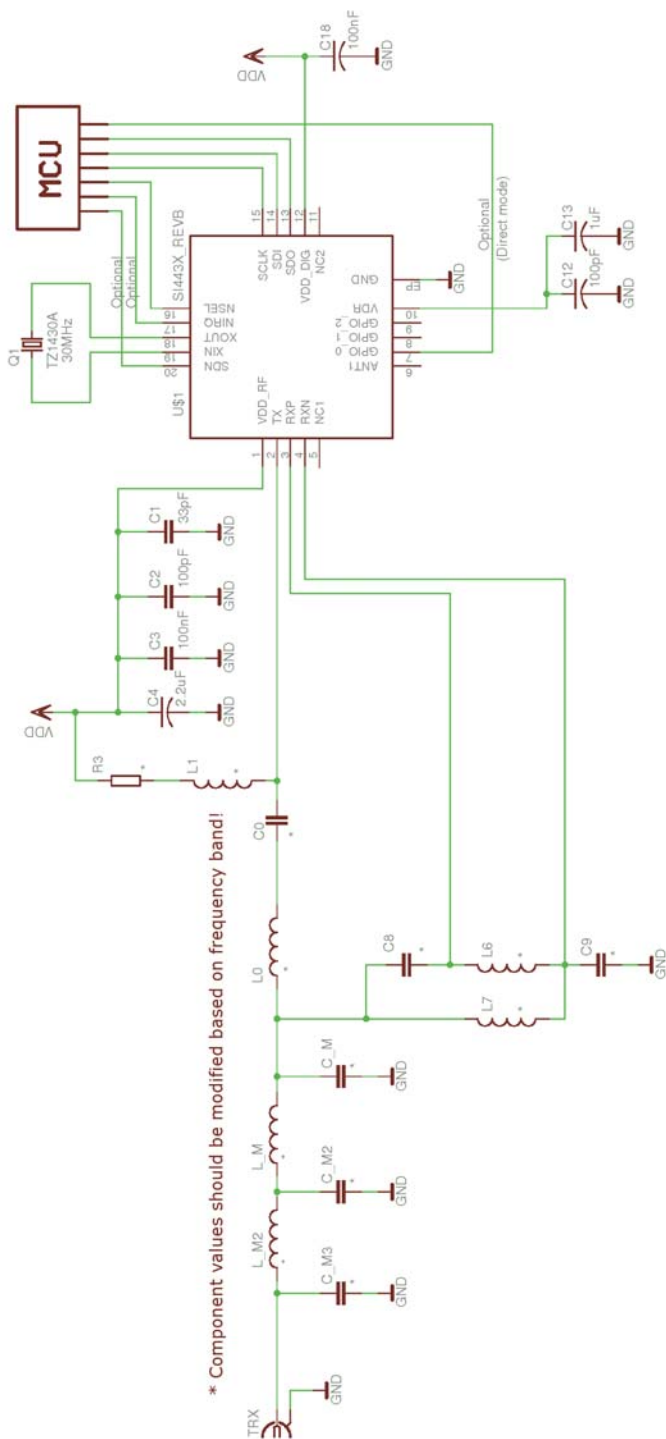 * Component values should be modified based on frequency band!
TRX
GND
C_M3
*
GND
L_M2
*
C_M2
*
GND
L_M
*
C_M
*
GND
L0
*
C0
*
L7
*
L6
*
C8
*
C9
*
GND
R3
*
L1
*
VDD
C4
2.2uF
GND
C3
100nF
GND
C2
100pF
GND
C1
33pF
GND
U$1
SI443X_REVB
1
VDD_RF
2
TX
3
RXP
4
RXN
5
NC1
20
SDN
19
XIN
18
XOUT
17
NIRQ
16
NSEL
15
SCLK
14
SDI
13
SDO
12
VDD_DIG
11
NC2
6
ANT1
7
GPIO_0
8
GPIO_1
9
GPIO_2
10
VDR
EP
GND
GND
Q1
TZ1430A
30MHz
Optional
Optional
MCU
VDD
C18
100nF
GND
Optional
(Direct mode)
C12
100pF
GND
C13
1uF
GND